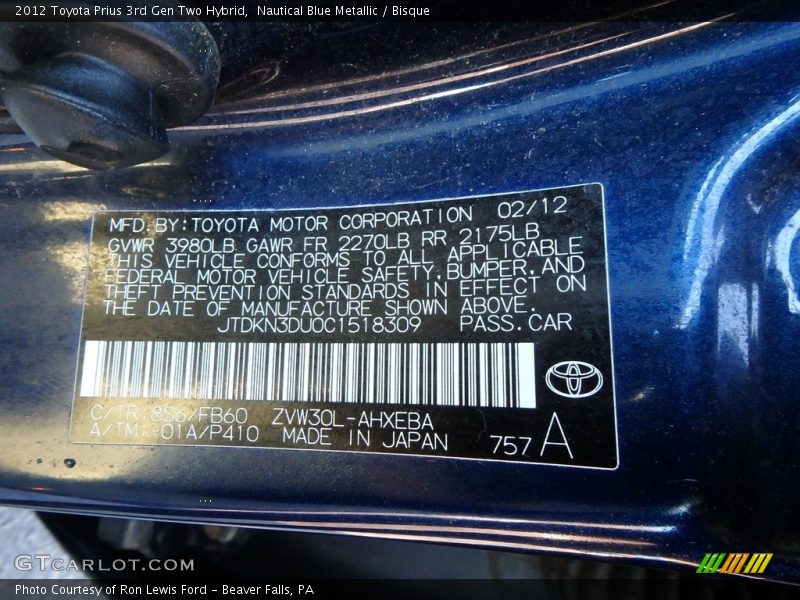 2012 Toyota Prius 3rd Gen Two Hybrid,  Nautical Blue Metallic / Bisque
MFD.BY:TOYOTA MOTOR CORPORATION 02/12
GVWR 3980LB GAWR FR 2270LB RR 2175LB
THIS VEHICLE CONFORMS TO ALL APPLICABLE
FEDERAL MOTOR VEHICLE SAFETY,BUMPER,AND
THEFT PREVENTION STANDARDS IN EFFECT ON
THE DATE OF MANUFACTURE SHOWN ABOVE.
JTDKN3DU0C1518309 PASS.CAR
C/TR:8S6/FB60 ZVW30L-AHXEBA
A/TM:-01A/P410 MADE IN JAPAN 757 A
GTcarlot.com
Photo Courtesy of Ron Lewis Ford - Beaver Falls, PA